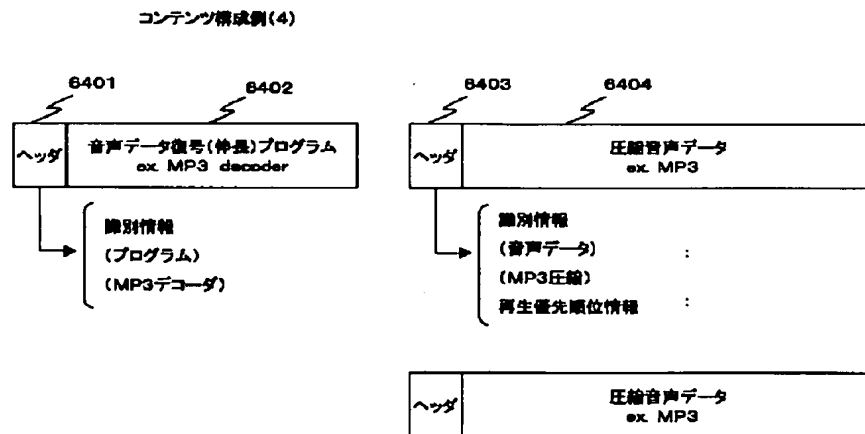 コンテンツ構成例(4)
6401
6402
6403
6404
ヘッダ
音声データ復号(伸長)プログラム
ex. MP3 decoder
ヘッダ
圧縮音声データ
ex. MP3
識別情報
(プログラム)
(MP3デコーダ)
識別情報
(音声データ) :
(MP3圧縮)
再生優先順位情報 :
ヘッダ
圧縮音声データ
ex. MP3